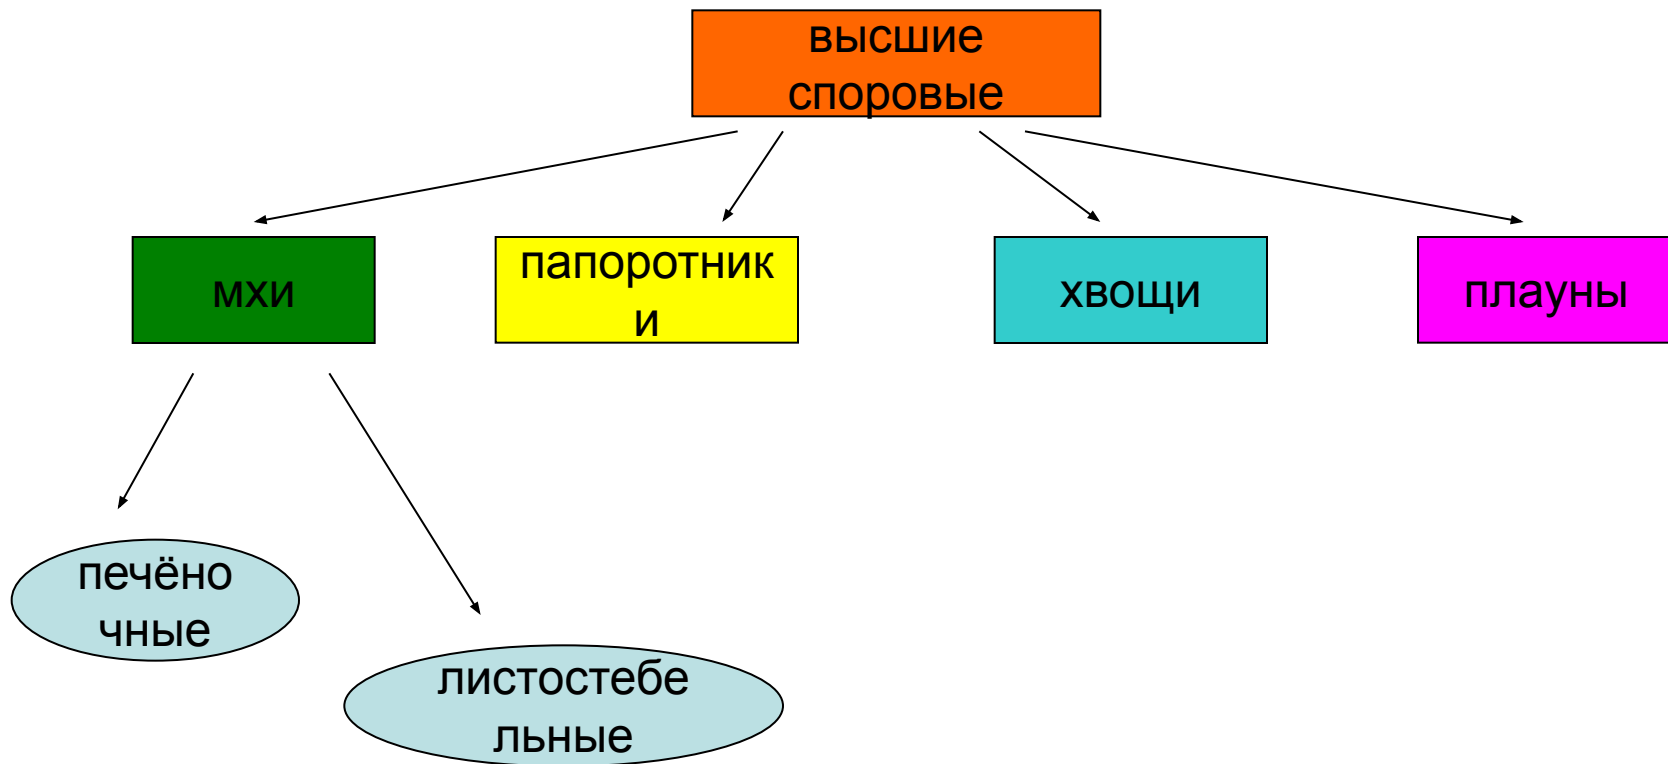 высшие
споровые
мхи
папоротник
и
хвощи
плауны
печёно
чные
листостебе
льные